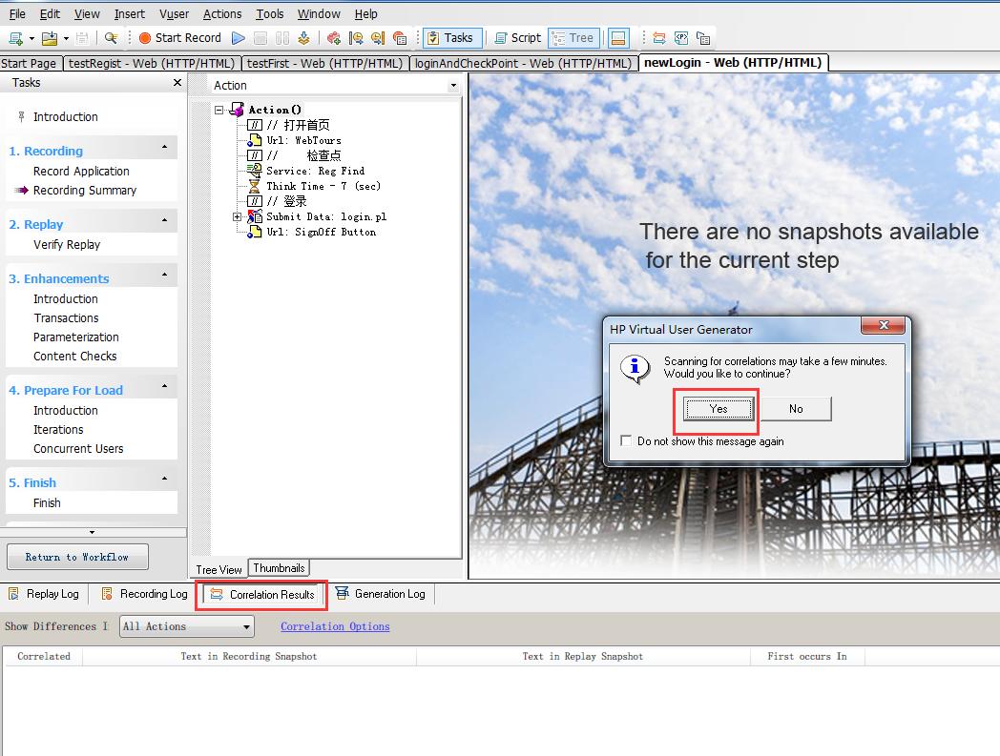 File Edit View Insert Vuser Actions Tools Window Help
Start Record Tasks Script Tree
Start Page testRegist - Web (HTTP/HTML) testFirst - Web (HTTP/HTML) loginAndCheckPoint - Web (HTTP/HTML) newLogin - Web (HTTP/HTML)
Tasks
Introduction
1. Recording
Record Application
Recording Summary
2. Replay
Verify Replay
3. Enhancements
Introduction
Transactions
Parameterization
Content Checks
4. Prepare For Load
Introduction
Iterations
Concurrent Users
5. Finish
Finish
Return to Workflow
Action
Action()
// 打开首页
Url: WebTours
// 检查点
Service: Reg Find
Think Time - 7 (sec)
// 登录
Submit Data: login.pl
Url: SignOff Button
Tree View Thumbnails
There are no snapshots available
for the current step
HP Virtual User Generator
Scanning for correlations may take a few minutes.
Would you like to continue?
Yes No
Do not show this message again
Replay Log Recording Log Correlation Results Generation Log
Show Differences I All Actions Correlation Options
Correlated Text in Recording Snapshot Text in Replay Snapshot First occurs In